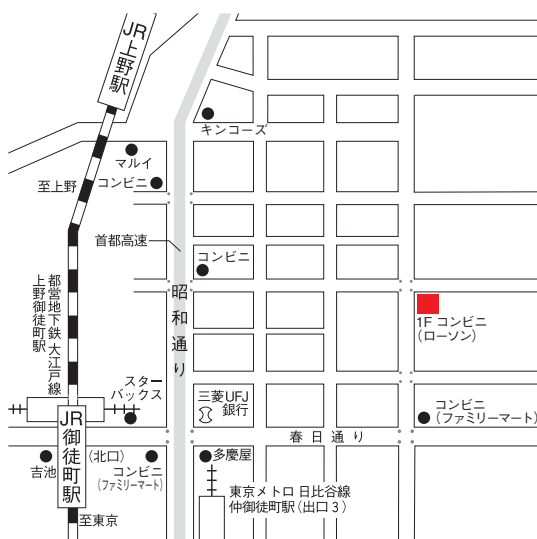 JR上野駅
キンコーズ
マルイ
コンビニ
至上野
首都高速
コンビニ
昭和通り
都営地下鉄 大江戸線
上野御徒町駅
1F コンビニ
(ローソン)
スター
バックス
三菱UFJ
銀行
コンビニ
(ファミリーマート)
春日通り
JR御徒町駅
(北口)
吉池
コンビニ
(ファミリーマート)
多慶屋
東京メトロ 日比谷線
仲御徒町駅(出口3)
至東京